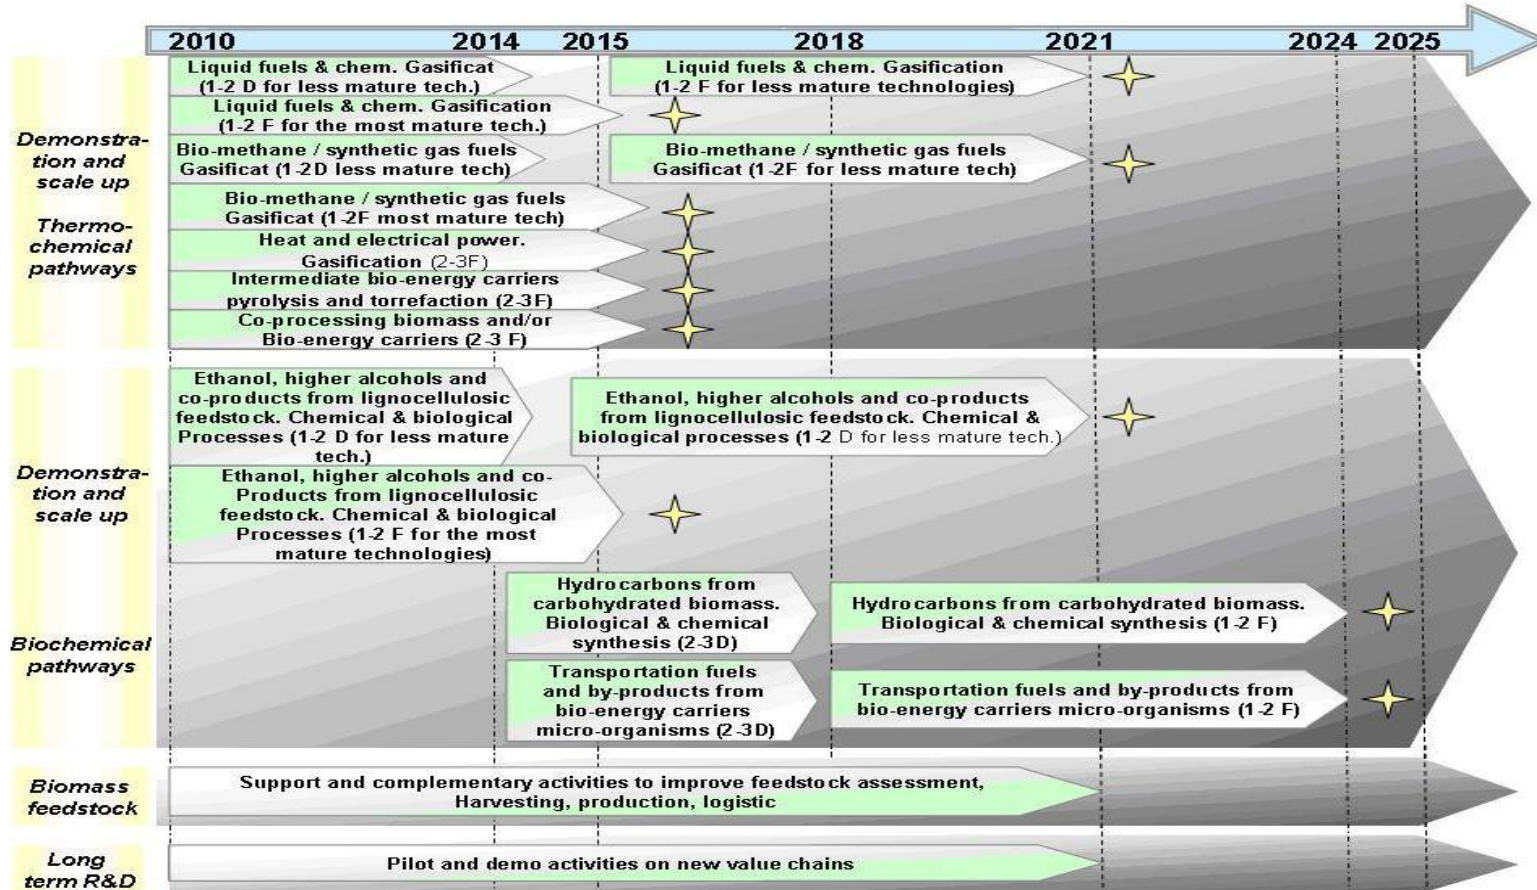 2010 2014 2015 2018 2021 2024 2025
Demonstra-
tion and
scale up
Thermo-
chemical
pathways
Liquid fuels & chem. Gasificat
(1-2 D for less mature tech.)
Liquid fuels & chem. Gasification
(1-2 F for less mature technologies)
Liquid fuels & chem. Gasification
(1-2 F for the most mature tech.)
Bio-methane / synthetic gas fuels
Gasificat (1-2D less mature tech)
Bio-methane / synthetic gas fuels
Gasificat (1-2F for less mature tech)
Bio-methane / synthetic gas fuels
Gasificat (1-2F most mature tech)
Heat and electrical power.
Gasification (2-3F)
Intermediate bio-energy carriers
pyrolysis and torrefaction (2-3F)
Co-processing biomass and/or
Bio-energy carriers (2-3 F)
Demonstra-
tion and
scale up
Biochemical
pathways
Ethanol, higher alcohols and
co-products from lignocellulosic
feedstock. Chemical & biological
Processes (1-2 D for less mature
tech.)
Ethanol, higher alcohols and co-products
from lignocellulosic feedstock. Chemical &
biological processes (1-2 D for less mature tech.)
Ethanol, higher alcohols and co-
Products from lignocellulosic
feedstock. Chemical & biological
Processes (1-2 F for the most
mature technologies)
Hydrocarbons from
carbohydrated biomass.
Biological & chemical
synthesis (2-3D)
Hydrocarbons from carbohydrated biomass.
Biological & chemical synthesis (1-2 F)
Transportation fuels
and by-products from
bio-energy carriers
micro-organisms (2-3D)
Transportation fuels and by-products from
bio-energy carriers micro-organisms (1-2 F)
Biomass
feedstock
Support and complementary activities to improve feedstock assessment,
Harvesting, production, logistic
Long
term R&D
Pilot and demo activities on new value chains